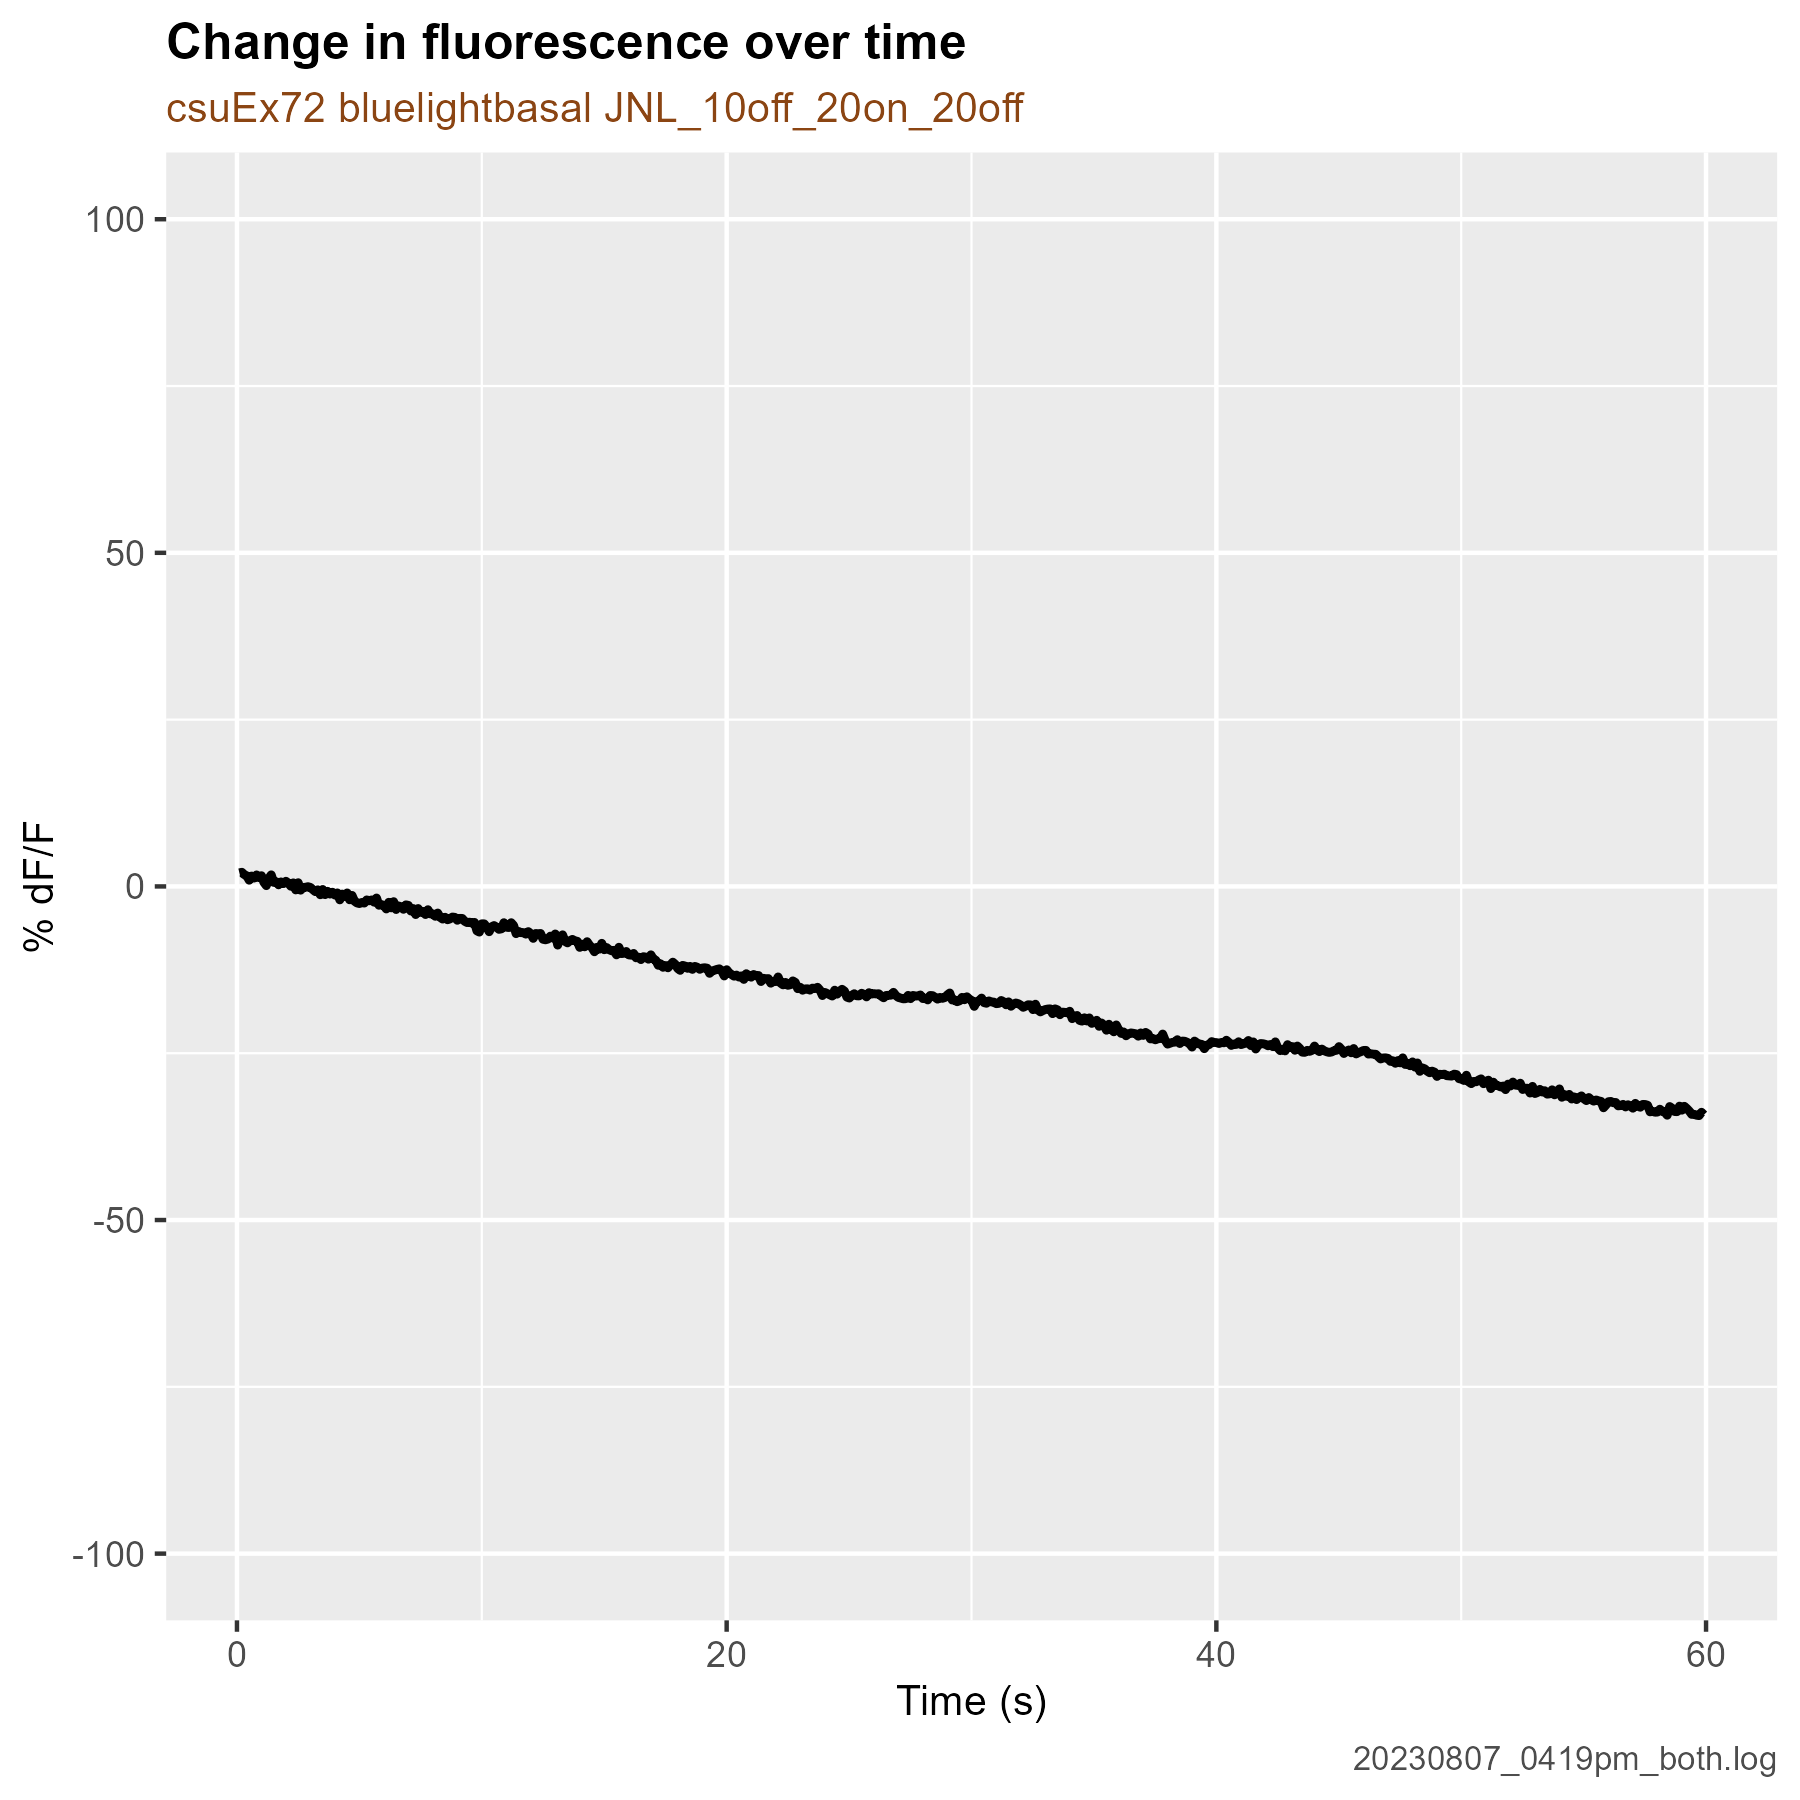 Change in fluorescence over time
csuEx72 bluelightbasal JNL_10off_20on_20off
% dF/F
100
50
0
-50
-100
0 20 40 60
Time (s)
20230807_0419pm_both.log